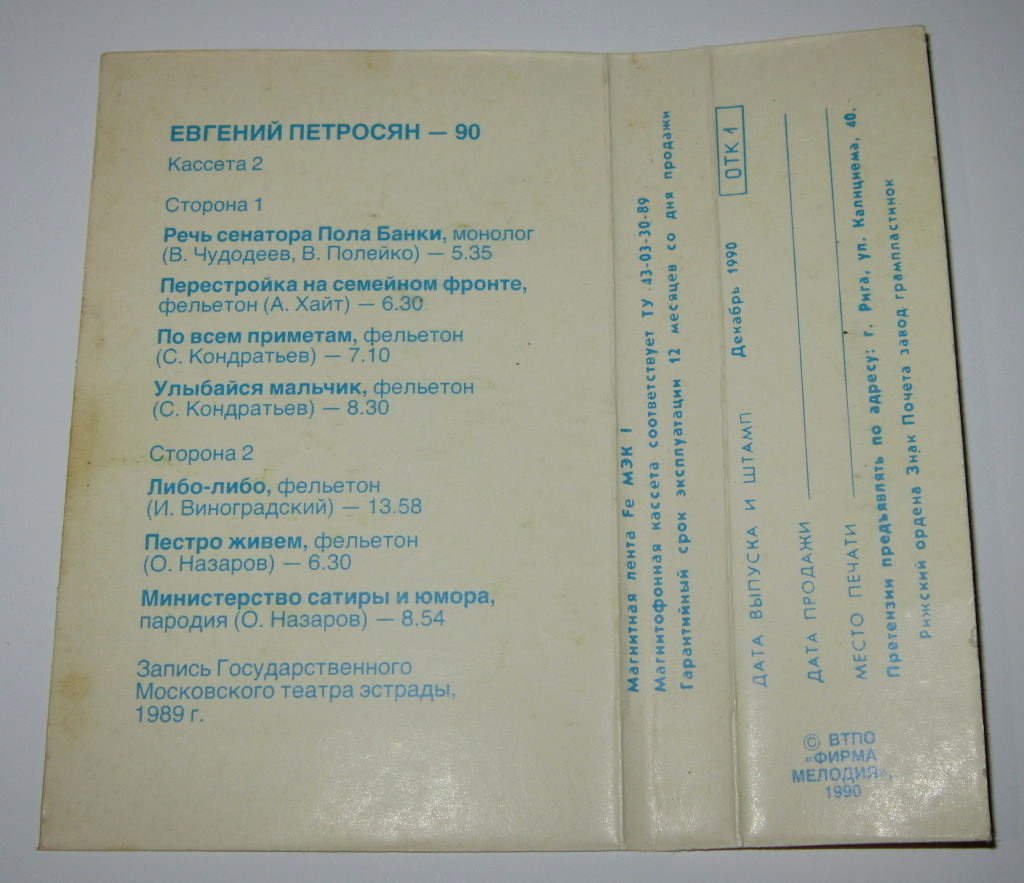 ЕВГЕНИЙ ПЕТРОСЯН — 90
Кассета 2
Сторона 1
Речь сенатора Пола Банки, монолог
(В. Чудодеев, В. Полейко) — 5.35
Перестройка на семейном фронте,
фельетон (А. Хайт) — 6.30
По всем приметам, фельетон
(С. Кондратьев) — 7.10
Улыбайся мальчик, фельетон
(С. Кондратьев) — 8.30
Сторона 2
Либо-либо, фельетон
(И. Виноградский) — 13.58
Пестро живем, фельетон
(О. Назаров) — 6.30
Министерство сатиры и юмора,
пародия (О. Назаров) — 8.54
Запись Государственного
Московского театра эстрады,
1989 г.
Магнитная лента Fe МЭК I
Магнитофонная кассета соответствует ТУ 43-03-30-89
Гарантийный срок эксплуатации 12 месяцев со дня продажи
ДАТА ВЫПУСКА И ШТАМП Декабрь 1990 ОТК 1
ДАТА ПРОДАЖИ
МЕСТО ПЕЧАТИ
Претензии предъявлять по адресу: г. Рига, ул. Калнциема, 40.
Рижский ордена Знак Почета завод грампластинок
© ВТПО
«ФИРМА
МЕЛОДИЯ»,
1990